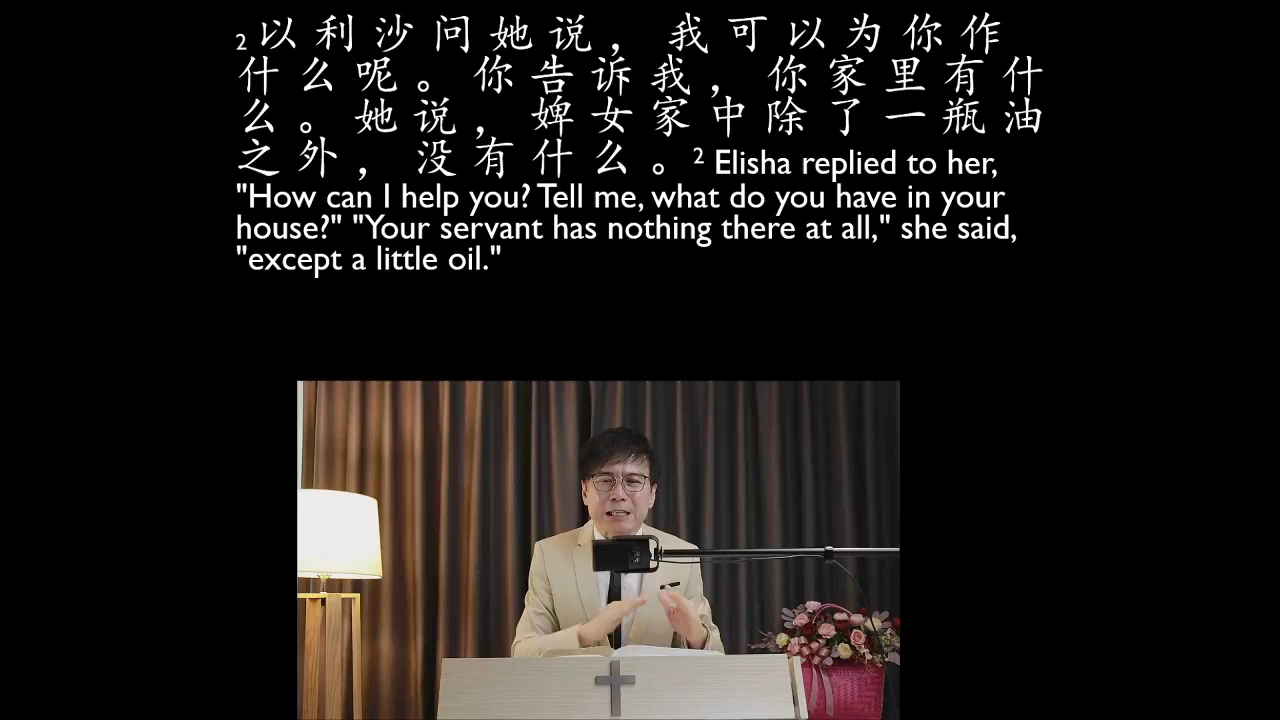 2 以利沙问她说，我可以为你作
什么呢。你告诉我，你家里有什
么。她说，婢女家中除了一瓶油
之外，没有什么。2 Elisha replied to her,
"How can I help you? Tell me, what do you have in your
house?" "Your servant has nothing there at all," she said,
"except a little oil."